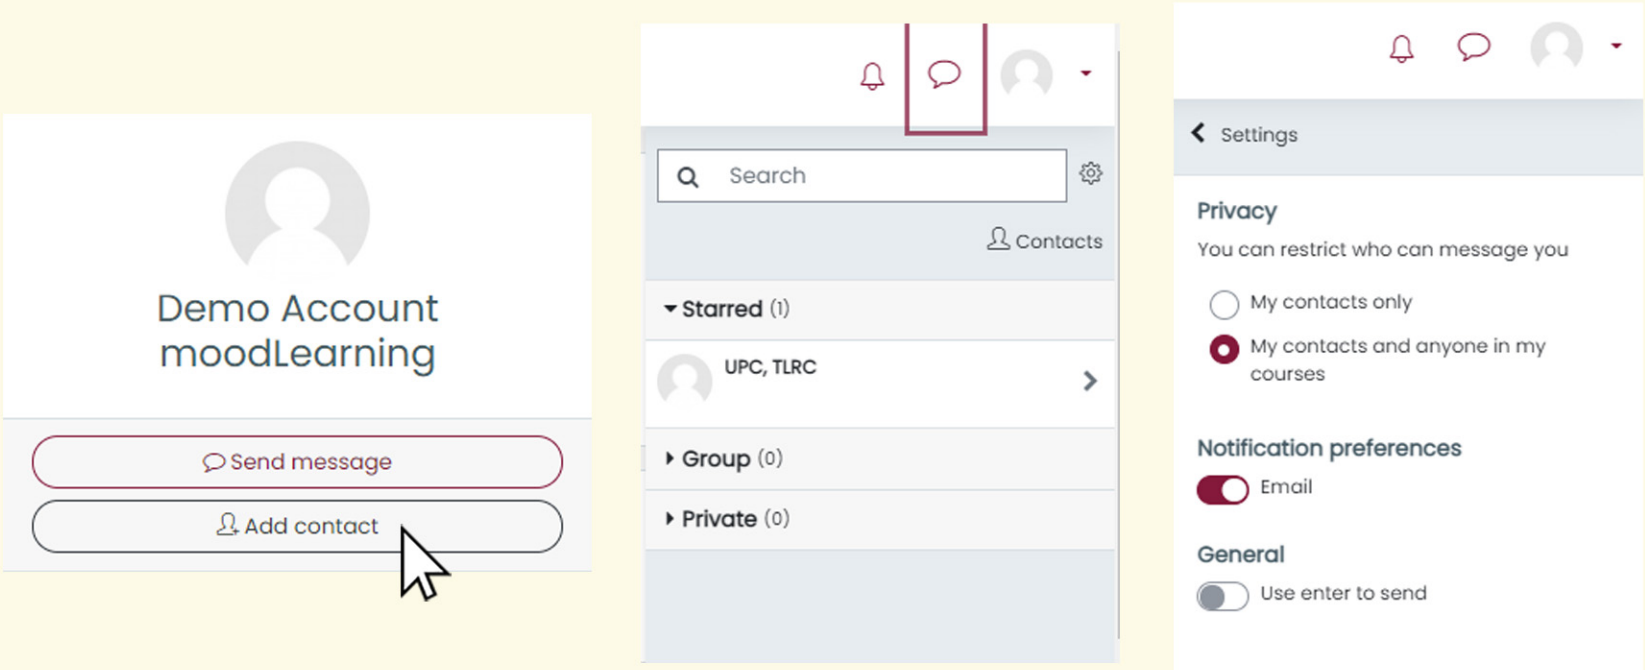 Demo Account
moodLearning
Send message
Add contact
Search
Contacts
Starred (1)
UPC, TLRC
Group (0)
Private (0)
Settings
Privacy
You can restrict who can message you
My contacts only
My contacts and anyone in my
courses
Notification preferences
Email
General
Use enter to send